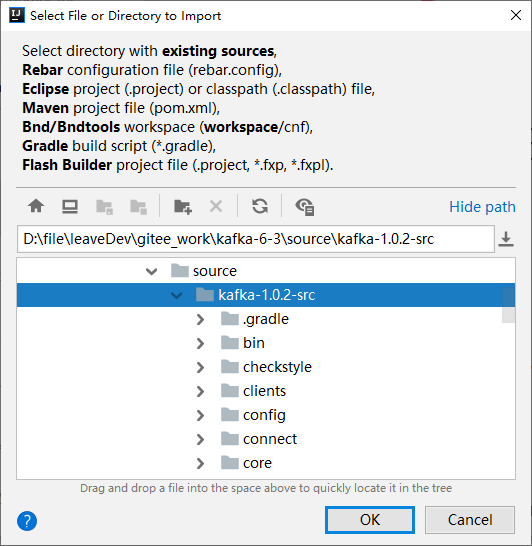 Select File or Directory to Import
Select directory with existing sources,
Rebar configuration file (rebar.config),
Eclipse project (.project) or classpath (.classpath) file,
Maven project file (pom.xml),
Bnd/Bndtools workspace (workspace/cnf),
Gradle build script (*.gradle),
Flash Builder project file (.project, *.fxp, *.fxpl).
Hide path
D:\file\leaveDev\gitee_work\kafka-6-3\source\kafka-1.0.2-src
source
kafka-1.0.2-src
.gradle
bin
checkstyle
clients
config
connect
core
Drag and drop a file into the space above to quickly locate it in the tree
?
OK
Cancel